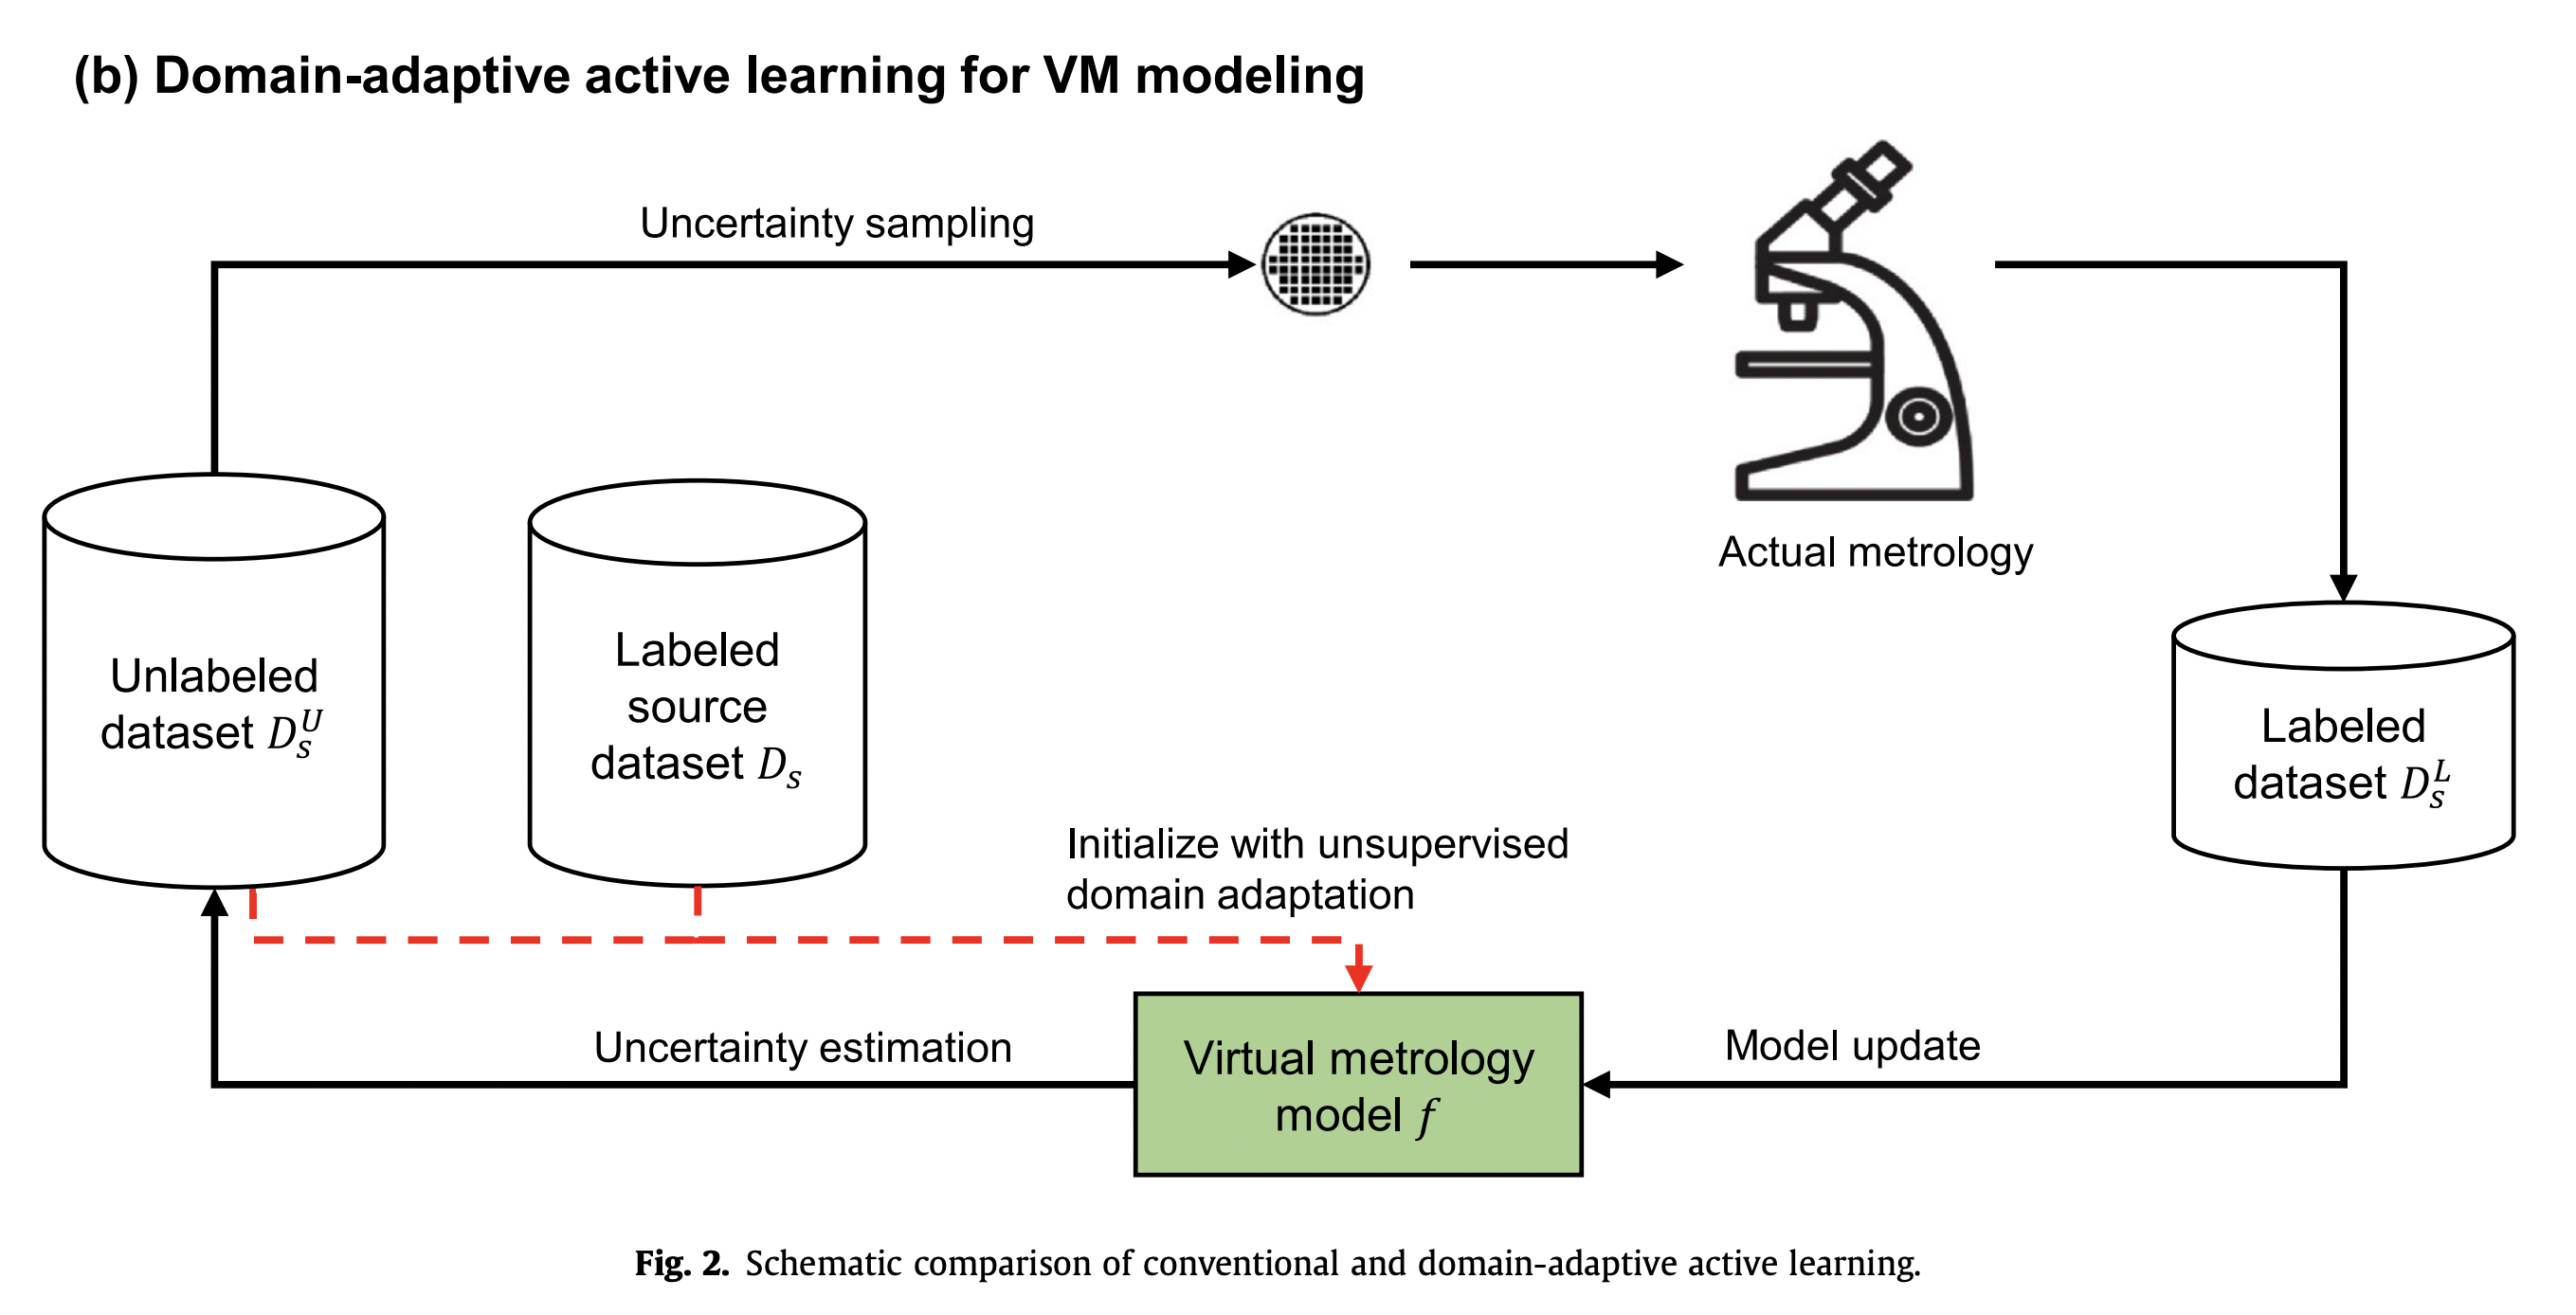 (b) Domain-adaptive active learning for VM modeling
Uncertainty sampling
Actual metrology
Unlabeled
dataset D_s^U
Labeled
source
dataset D_s
Labeled
dataset D_s^L
Initialize with unsupervised
domain adaptation
Uncertainty estimation
Virtual metrology
model f
Model update
Fig. 2. Schematic comparison of conventional and domain-adaptive active learning.